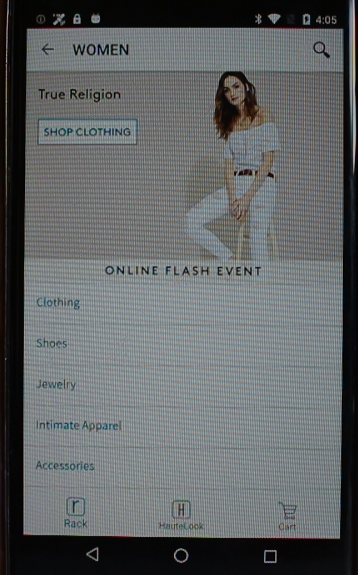 4:05
WOMEN
True Religion
SHOP CLOTHING
ONLINE FLASH EVENT
Clothing
Shoes
Jewelry
Intimate Apparel
Accessories
r
Rack
H
HauteLook
Cart